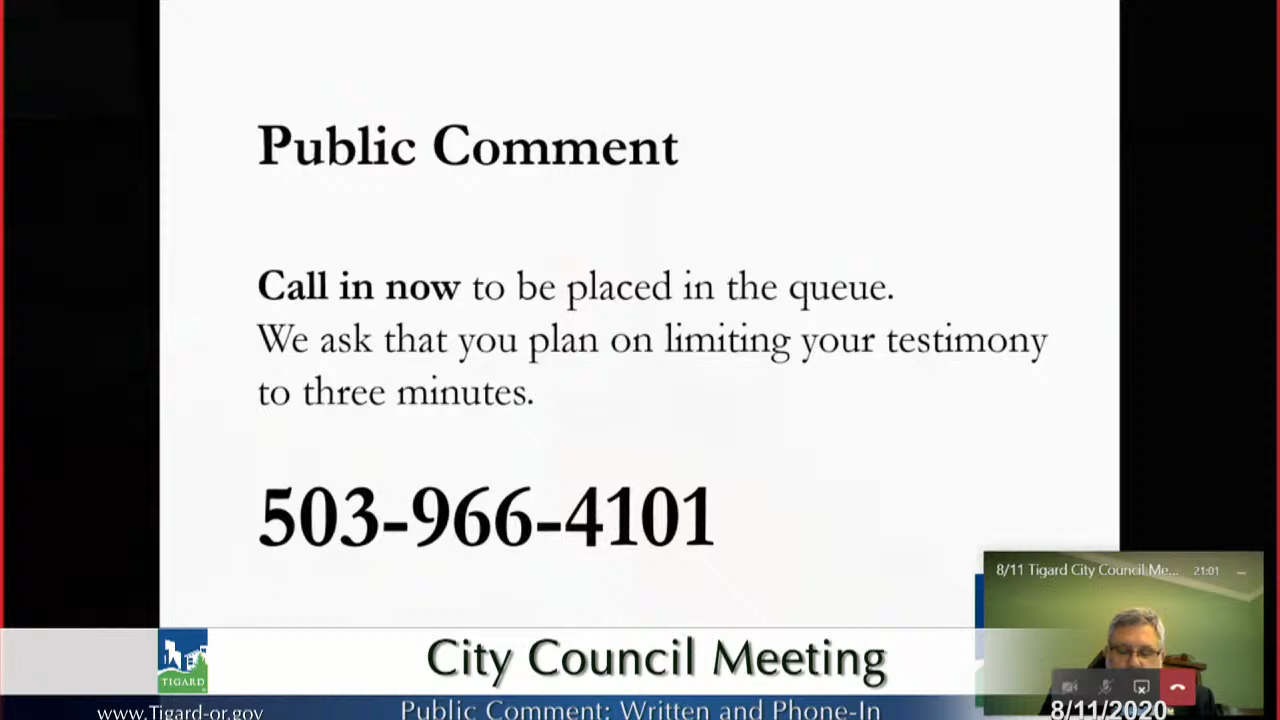 Public Comment
Call in now to be placed in the queue.
We ask that you plan on limiting your testimony
to three minutes.
503-966-4101
8/11 Tigard City Council Me... 21:01
City Council Meeting
TIGARD
www.Tigard-or.gov
Public Comment: Written and Phone-In
8/11/2020